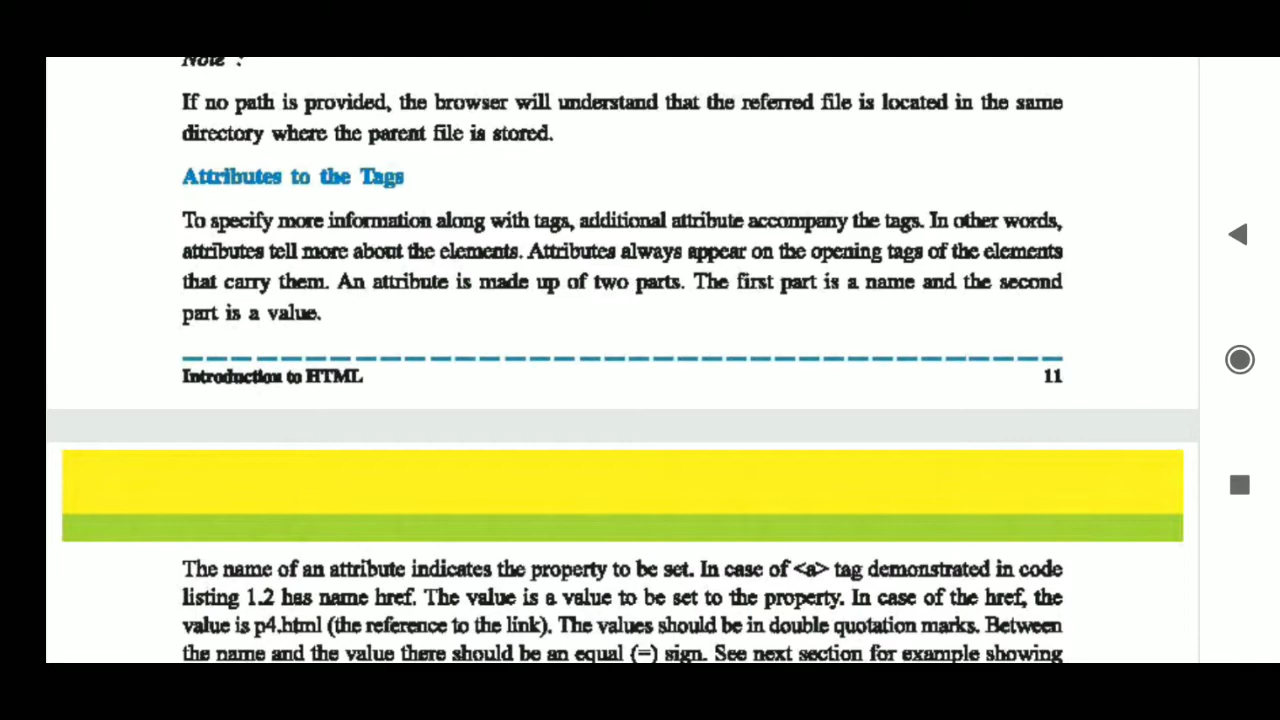 Note :
If no path is provided, the browser will understand that the referred file is located in the same
directory where the parent file is stored.
Attributes to the Tags
To specify more information along with tags, additional attribute accompany the tags. In other words,
attributes tell more about the elements. Attributes always appear on the opening tags of the elements
that carry them. An attribute is made up of two parts. The first part is a name and the second
part is a value.
Introduction to HTML 11
The name of an attribute indicates the property to be set. In case of <a> tag demonstrated in code
listing 1.2 has name href. The value is a value to be set to the property. In case of the href, the
value is p4.html (the reference to the link). The values should be in double quotation marks. Between
the name and the value there should be an equal (=) sign. See next section for example showing